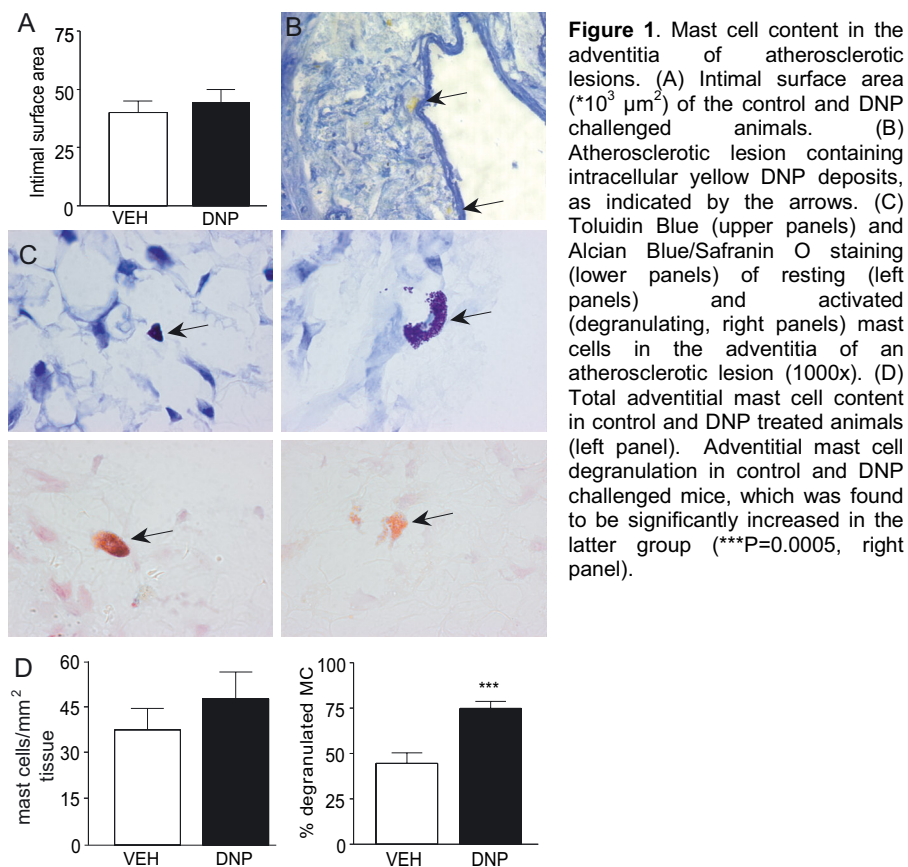 A
75
50
25
0
Intimal surface area
VEH
DNP
B
C
D
60
45
30
15
0
mast cells/mm²
tissue
VEH
DNP
100
75
50
25
0
% degranulated MC
***
VEH
DNP
Figure 1. Mast cell content in the
adventitia of atherosclerotic
lesions. (A) Intimal surface area
(*10³ µm²) of the control and DNP
challenged animals. (B)
Atherosclerotic lesion containing
intracellular yellow DNP deposits,
as indicated by the arrows. (C)
Toluidin Blue (upper panels) and
Alcian Blue/Safranin O staining
(lower panels) of resting (left
panels) and activated
(degranulating, right panels) mast
cells in the adventitia of an
atherosclerotic lesion (1000x). (D)
Total adventitial mast cell content
in control and DNP treated animals
(left panel). Adventitial mast cell
degranulation in control and DNP
challenged mice, which was found
to be significantly increased in the
latter group (***P=0.0005, right
panel).